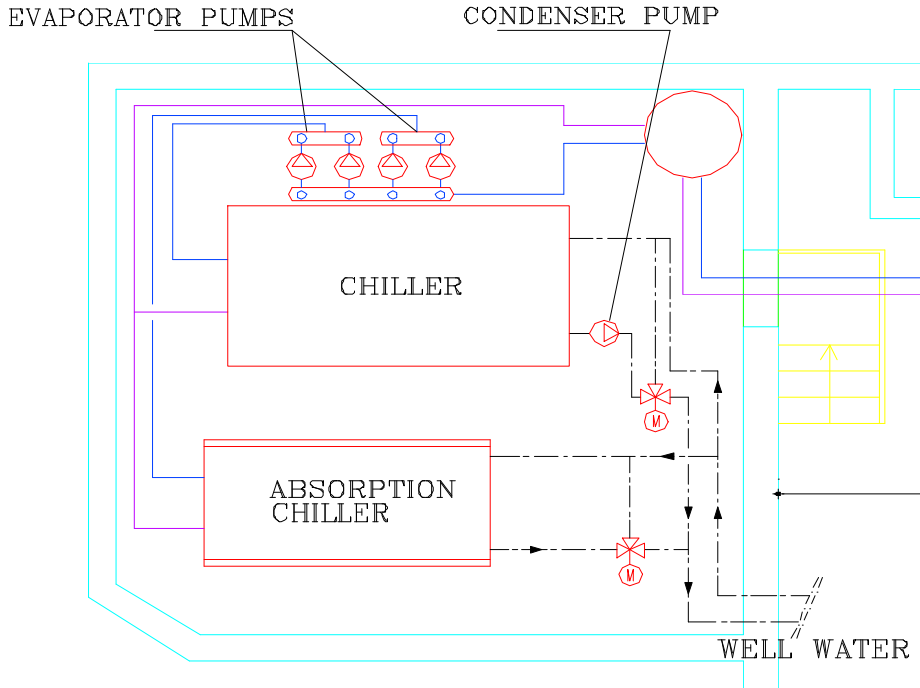 EVAPORATOR PUMPS
CONDENSER PUMP
CHILLER
M
ABSORPTION
CHILLER
M
WELL WATER